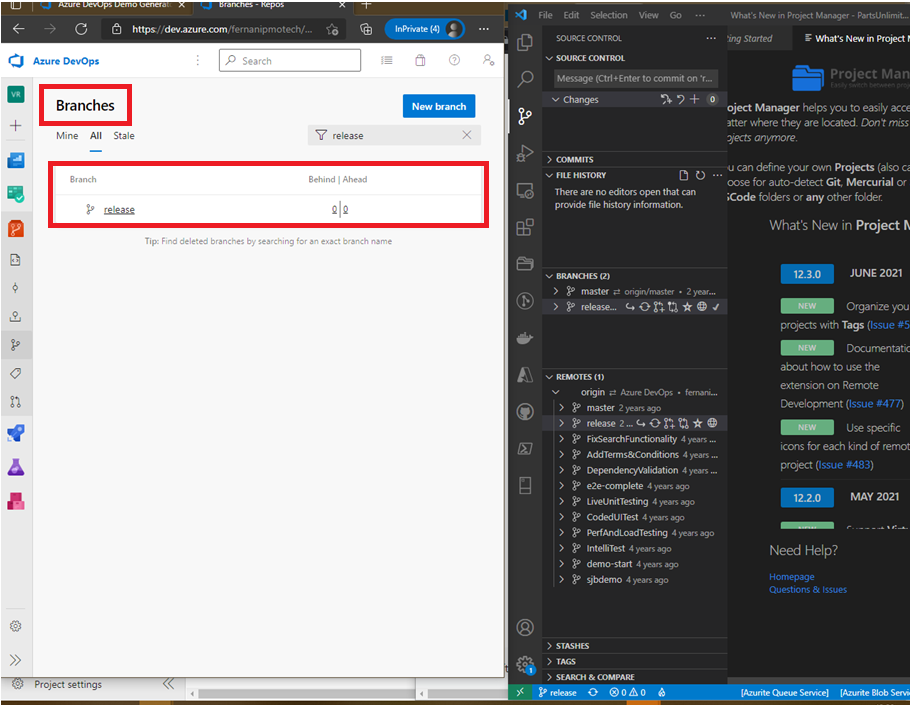 Azure DevOps Demo Generat
Branches - Repos
https://dev.azure.com/fernanipmotech/...
InPrivate (4)
Azure DevOps
Search
VR
Branches
New branch
Mine All Stale
release
Branch
Behind | Ahead
release
0 | 0
Tip: Find deleted branches by searching for an exact branch name
Project settings
File Edit Selection View Go ···
What's New in Project Manager - PartsUnlimit...
SOURCE CONTROL
SOURCE CONTROL
Message (Ctrl+Enter to commit on 'r...
Changes
0
COMMITS
FILE HISTORY
There are no editors open that can
provide file history information.
BRANCHES (2)
master ⇄ origin/master • 2 year...
release...
REMOTES (1)
origin ⇄ Azure DevOps • fernani...
master 2 years ago
release 2 ...
FixSearchFunctionality 4 years ...
AddTerms&Conditions 4 years ...
DependencyValidation 4 years ...
e2e-complete 4 years ago
LiveUnitTesting 4 years ago
CodedUITest 4 years ago
PerfAndLoadTesting 4 years ago
IntelliTest 4 years ago
demo-start 4 years ago
sjbdemo 4 years ago
STASHES
TAGS
SEARCH & COMPARE
1
release
0 0
[Azurite Queue Service]
[Azurite Blob Servi
ing Started
What's New in Project M
Project Man
Easily switch between proje
oject Manager helps you to easily acce
atter where they are located. Don't miss
ojects anymore.
u can define your own Projects (also ca
oose for auto-detect Git, Mercurial or
SCode folders or any other folder.
What's New in Project M
12.3.0
JUNE 2021
NEW
Organize you
projects with Tags (Issue #5
NEW
Documentatio
about how to use the
extension on Remote
Development (Issue #477)
NEW
Use specific
icons for each kind of remot
project (Issue #483)
12.2.0
MAY 2021
NEW
Support Virtu
Need Help?
Homepage
Questions & Issues